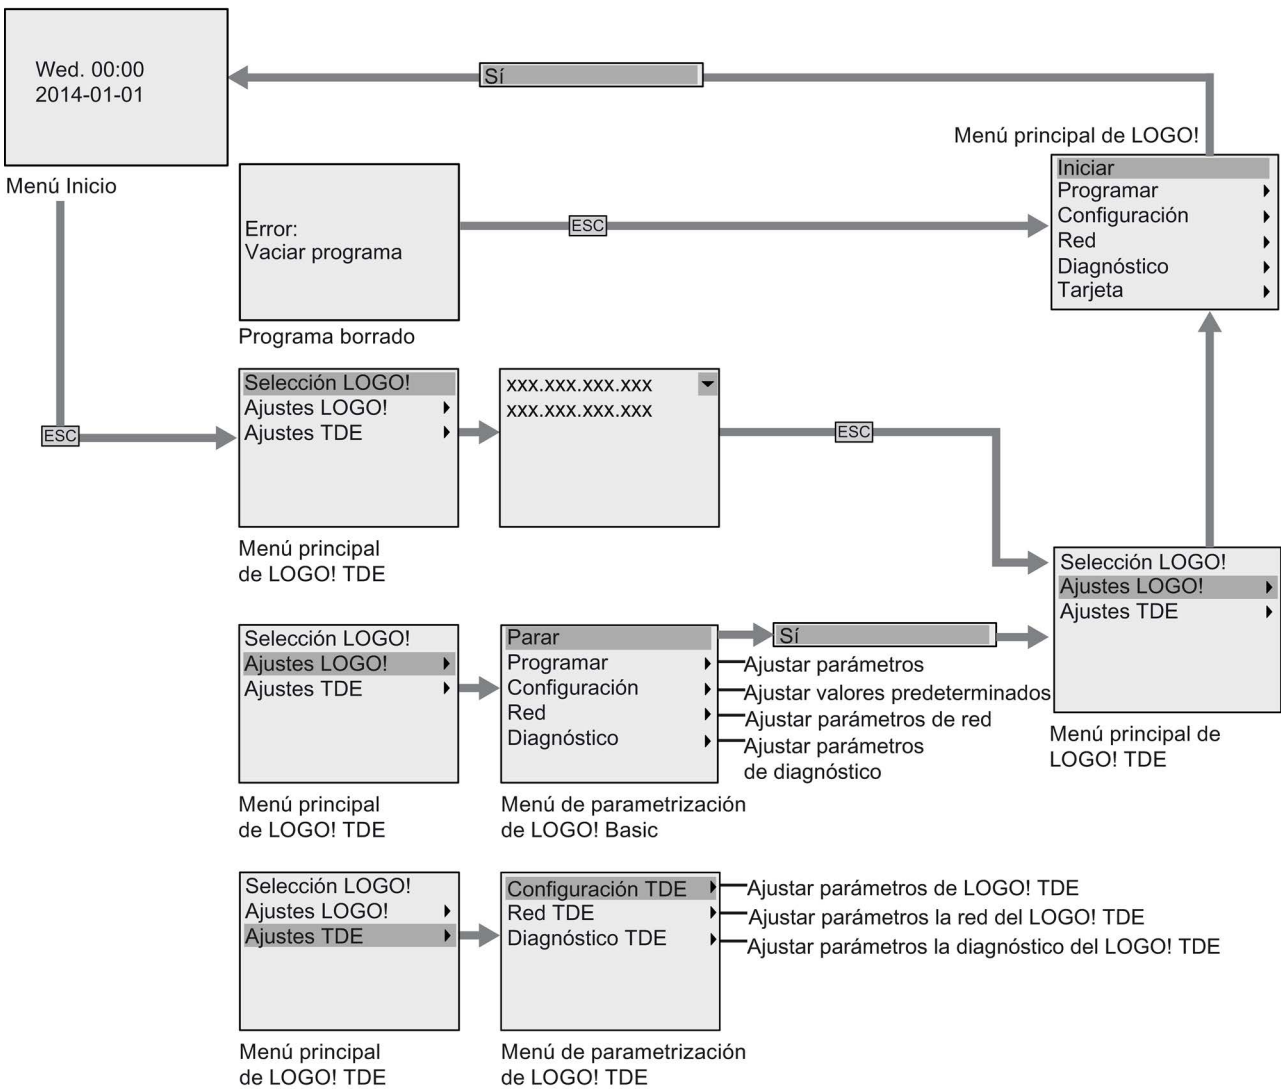 Wed. 00:00
2014-01-01
Menú Inicio
Sí
Menú principal de LOGO!
Iniciar
Programar
Configuración
Red
Diagnóstico
Tarjeta
Error:
Vaciar programa
Programa borrado
ESC
ESC
Selección LOGO!
Ajustes LOGO!
Ajustes TDE
Menú principal
de LOGO! TDE
xxx.xxx.xxx.xxx
xxx.xxx.xxx.xxx
ESC
Selección LOGO!
Ajustes LOGO!
Ajustes TDE
Menú principal de
LOGO! TDE
Selección LOGO!
Ajustes LOGO!
Ajustes TDE
Menú principal
de LOGO! TDE
Parar
Programar
Configuración
Red
Diagnóstico
Menú de parametrización
de LOGO! Basic
Sí
Ajustar parámetros
Ajustar valores predeterminados
Ajustar parámetros de red
Ajustar parámetros
de diagnóstico
Selección LOGO!
Ajustes LOGO!
Ajustes TDE
Menú principal
de LOGO! TDE
Configuración TDE
Red TDE
Diagnóstico TDE
Menú de parametrización
de LOGO! TDE
Ajustar parámetros de LOGO! TDE
Ajustar parámetros la red del LOGO! TDE
Ajustar parámetros la diagnóstico del LOGO! TDE